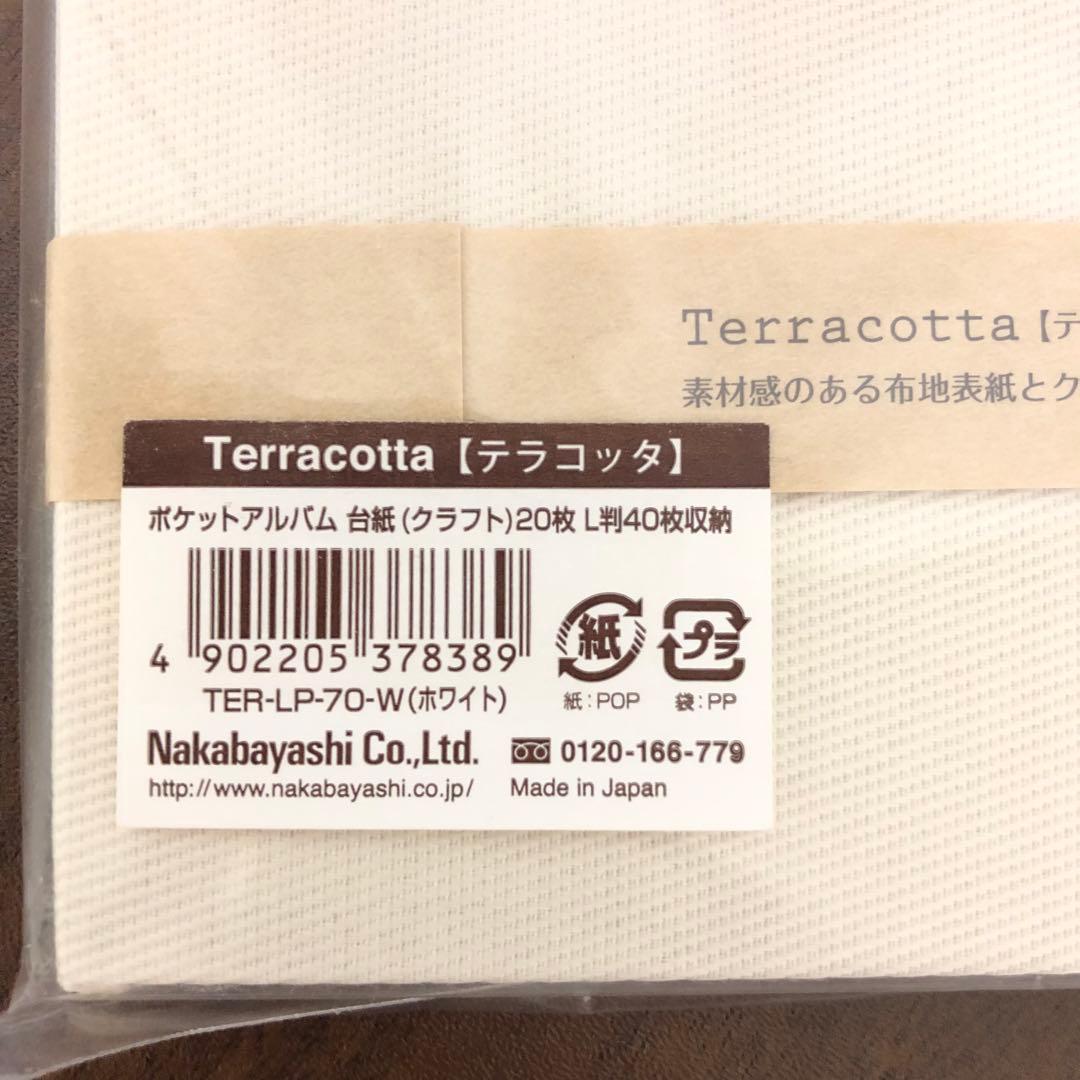 Terracotta【テ
素材感のある布地表紙とク
Terracotta【テラコッタ】
ポケットアルバム 台紙(クラフト)20枚 L判40枚収納
4 902205 378389
紙
プラ
紙:POP 袋:PP
TER-LP-70-W(ホワイト)
Nakabayashi Co.,Ltd. 0120-166-779
http://www.nakabayashi.co.jp/ Made in Japan